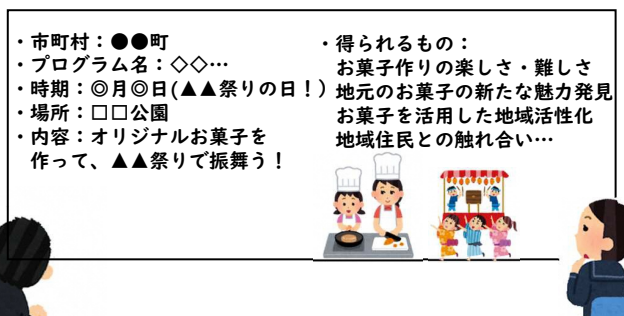 ・市町村：●●町
・プログラム名：◇◇…
・時期：◎月◎日(▲▲祭りの日！)
・場所：□□公園
・内容：オリジナルお菓子を
作って、▲▲祭りで振舞う！
・得られるもの：
お菓子作りの楽しさ・難しさ
地元のお菓子の新たな魅力発見
お菓子を活用した地域活性化
地域住民との触れ合い…